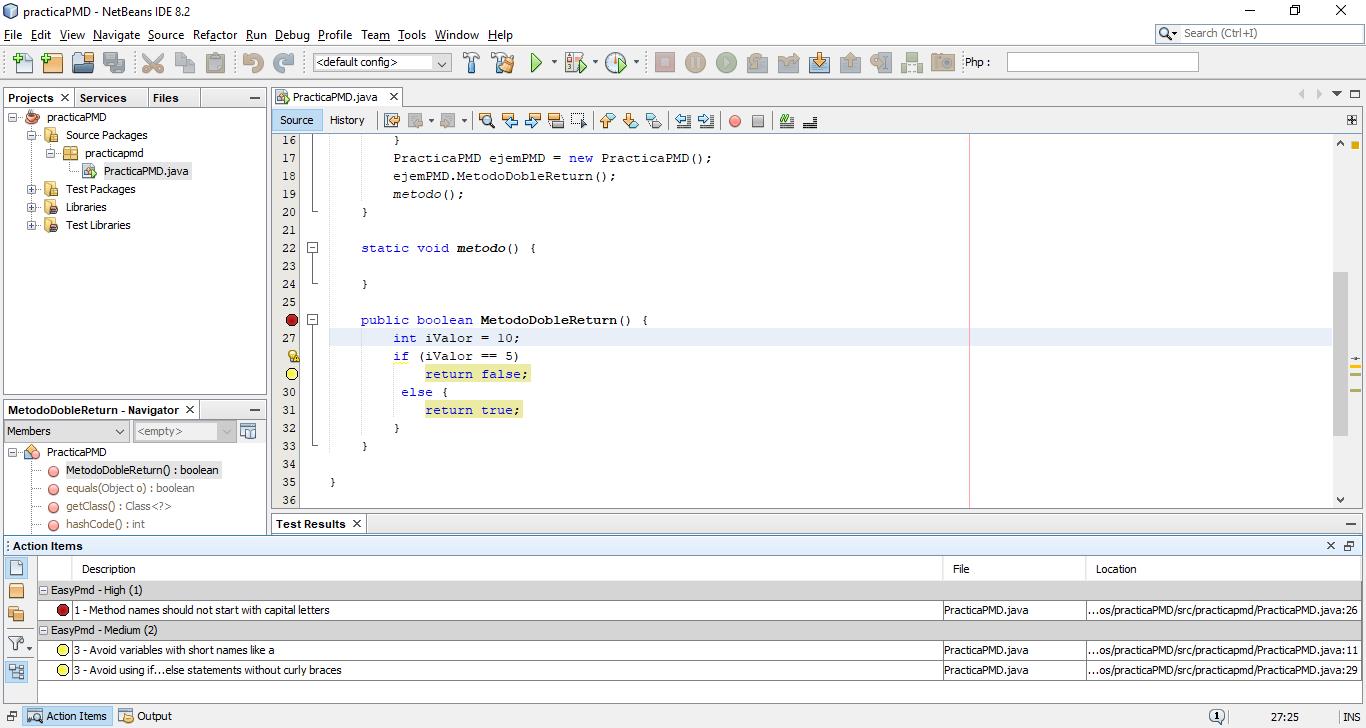 practicaPMD - NetBeans IDE 8.2
File Edit View Navigate Source Refactor Run Debug Profile Team Tools Window Help
Search (Ctrl+I)
<default config>
Php :
Projects Services Files
practicaPMD
Source Packages
practicapmd
PracticaPMD.java
Test Packages
Libraries
Test Libraries
MetodoDobleReturn - Navigator
Members <empty>
PracticaPMD
MetodoDobleReturn() : boolean
equals(Object o) : boolean
getClass() : Class<?>
hashCode() : int
PracticaPMD.java
Source History
16 }
17 PracticaPMD ejemPMD = new PracticaPMD();
18 ejemPMD.MetodoDobleReturn();
19 metodo();
20 }
21
22 static void metodo() {
23
24 }
25
public boolean MetodoDobleReturn() {
27 int iValor = 10;
if (iValor == 5)
return false;
30 else {
31 return true;
32 }
33 }
34
35 }
36
Test Results
Action Items
Description File Location
EasyPmd - High (1)
1 - Method names should not start with capital letters PracticaPMD.java ...os/practicaPMD/src/practicapmd/PracticaPMD.java:26
EasyPmd - Medium (2)
3 - Avoid variables with short names like a PracticaPMD.java ...os/practicaPMD/src/practicapmd/PracticaPMD.java:11
3 - Avoid using if...else statements without curly braces PracticaPMD.java ...os/practicaPMD/src/practicapmd/PracticaPMD.java:29
Action Items Output
1 27:25 INS